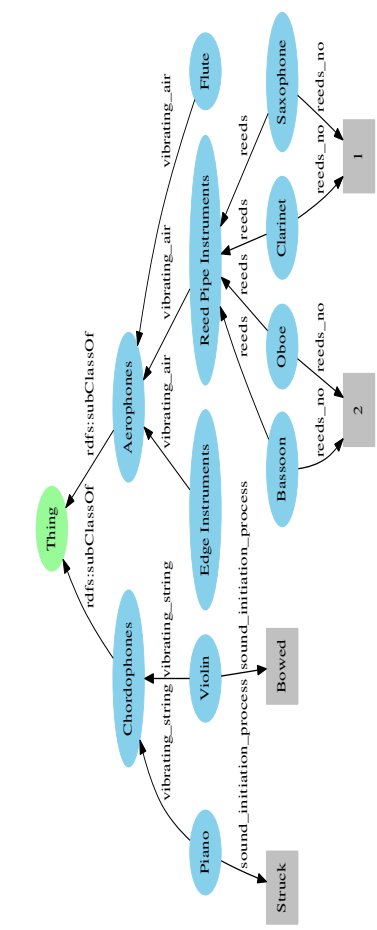 Thing
rdfs:subClassOf
rdfs:subClassOf
Chordophones
Aerophones
vibrating_string
vibrating_string
vibrating_air
vibrating_air
vibrating_air
Piano
Violin
Edge Instruments
Reed Pipe Instruments
Flute
sound_initiation_process
sound_initiation_process
reeds
reeds
reeds
reeds
Struck
Bowed
Bassoon
Oboe
Clarinet
Saxophone
reeds_no
reeds_no
reeds_no
reeds_no
2
1